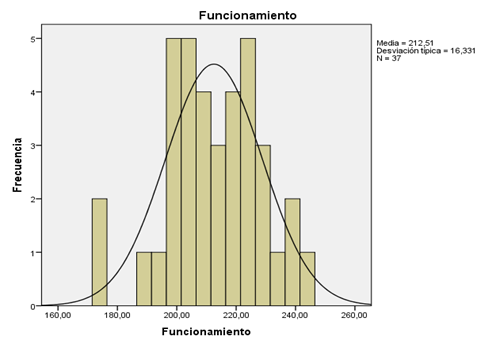 Funcionamiento
Media = 212,51
Desviación típica = 16,331
N = 37
Frecuencia
5
4
3
2
1
0
160,00 180,00 200,00 220,00 240,00 260,00
Funcionamiento